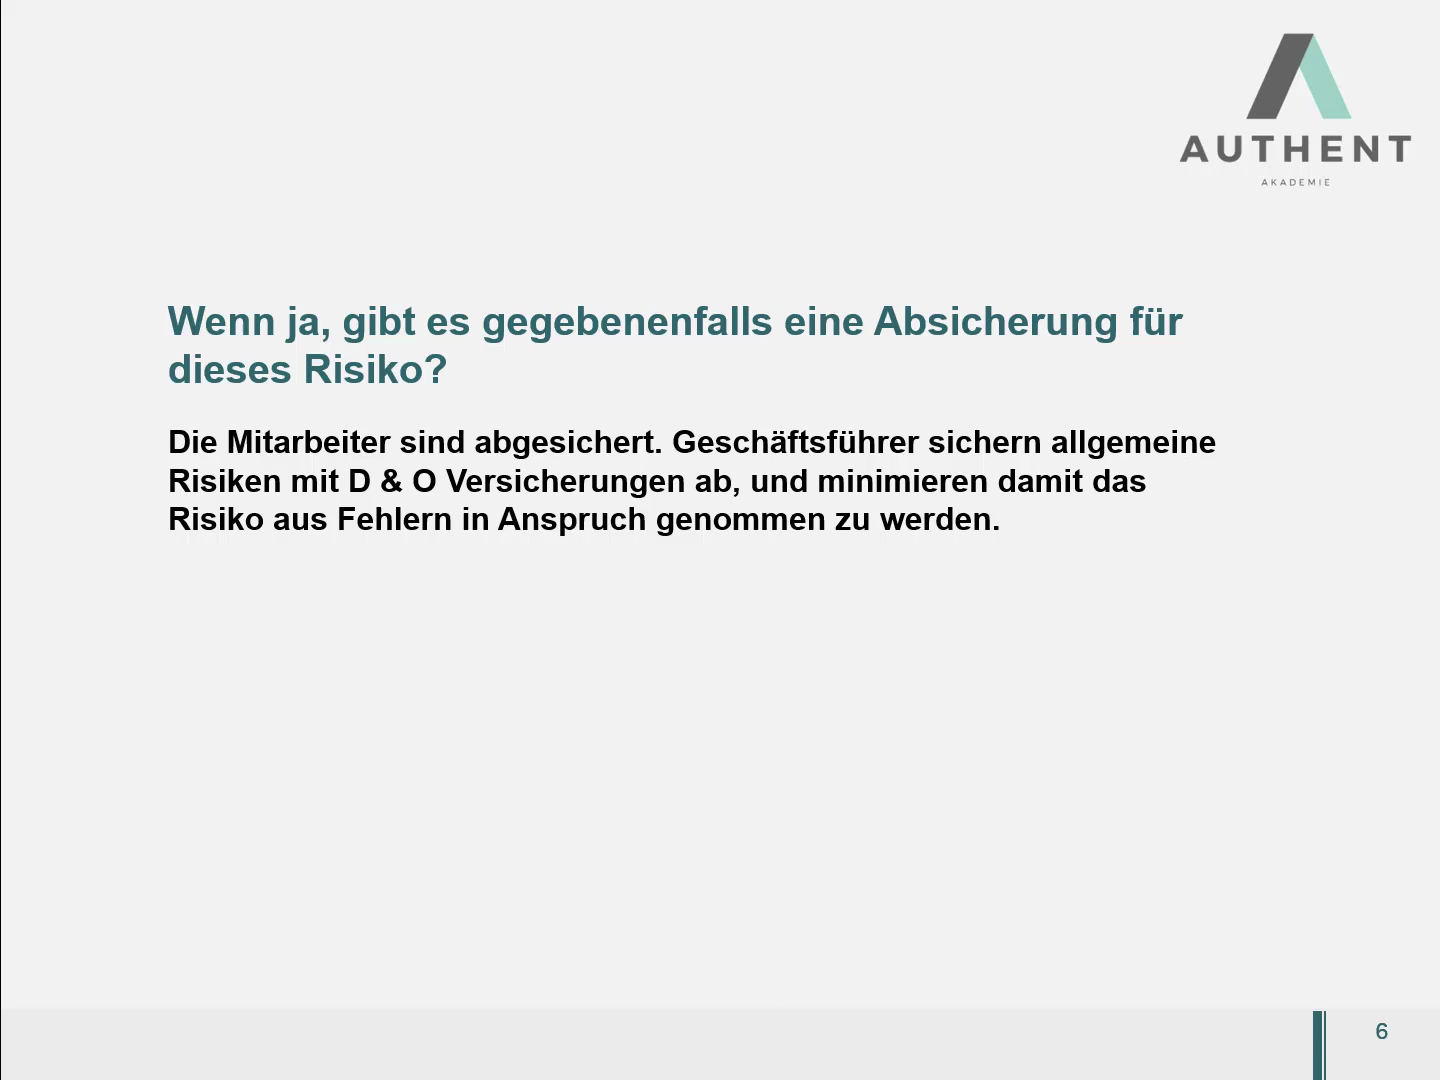 AUTHENT
AKADEMIE
Wenn ja, gibt es gegebenenfalls eine Absicherung für
dieses Risiko?
Die Mitarbeiter sind abgesichert. Geschäftsführer sichern allgemeine
Risiken mit D & O Versicherungen ab, und minimieren damit das
Risiko aus Fehlern in Anspruch genommen zu werden.
6